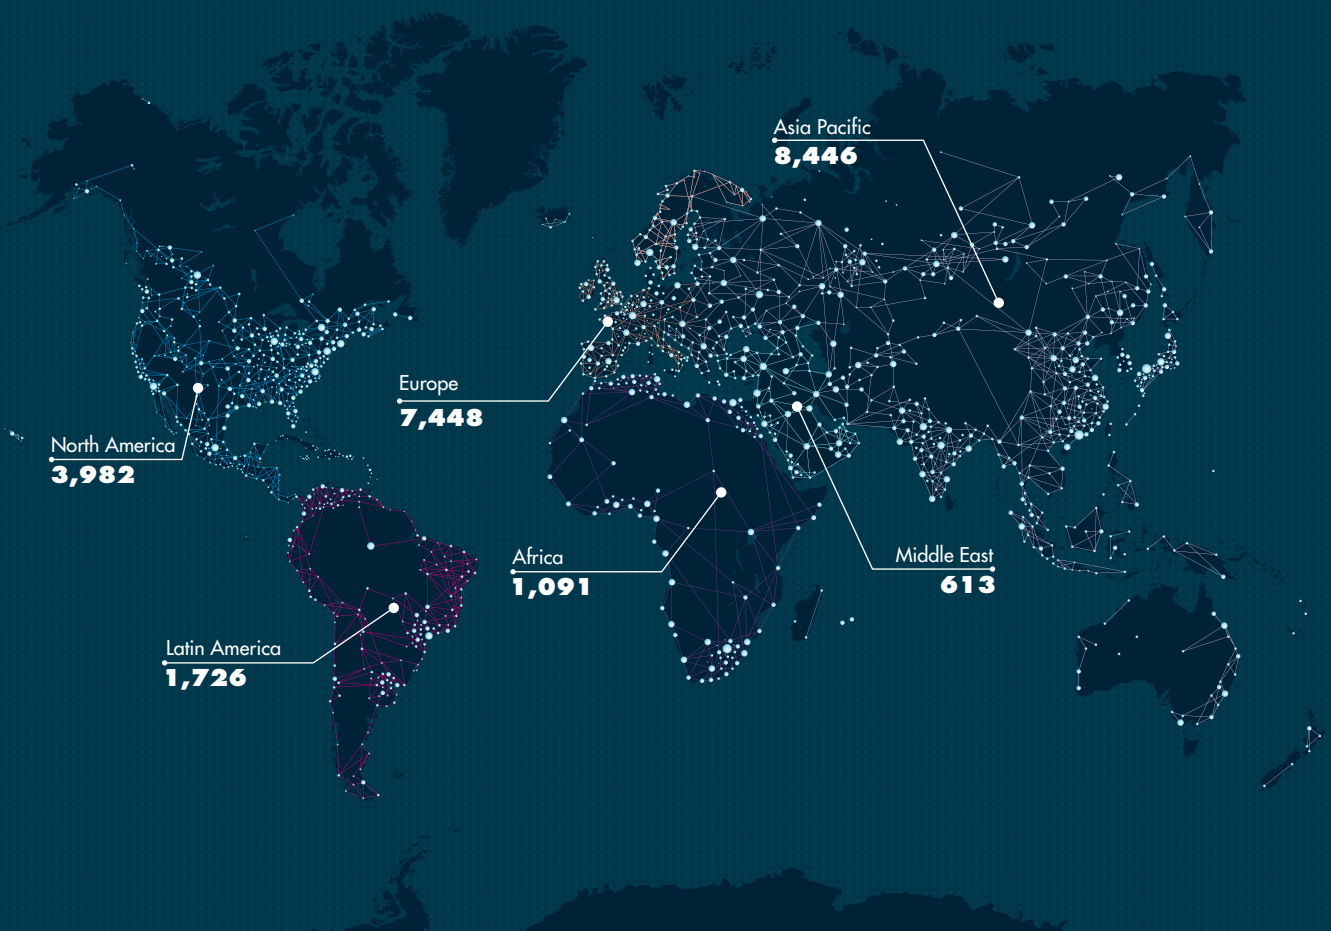 Asia Pacific
8,446
Europe
7,448
North America
3,982
Africa
1,091
Middle East
613
Latin America
1,726